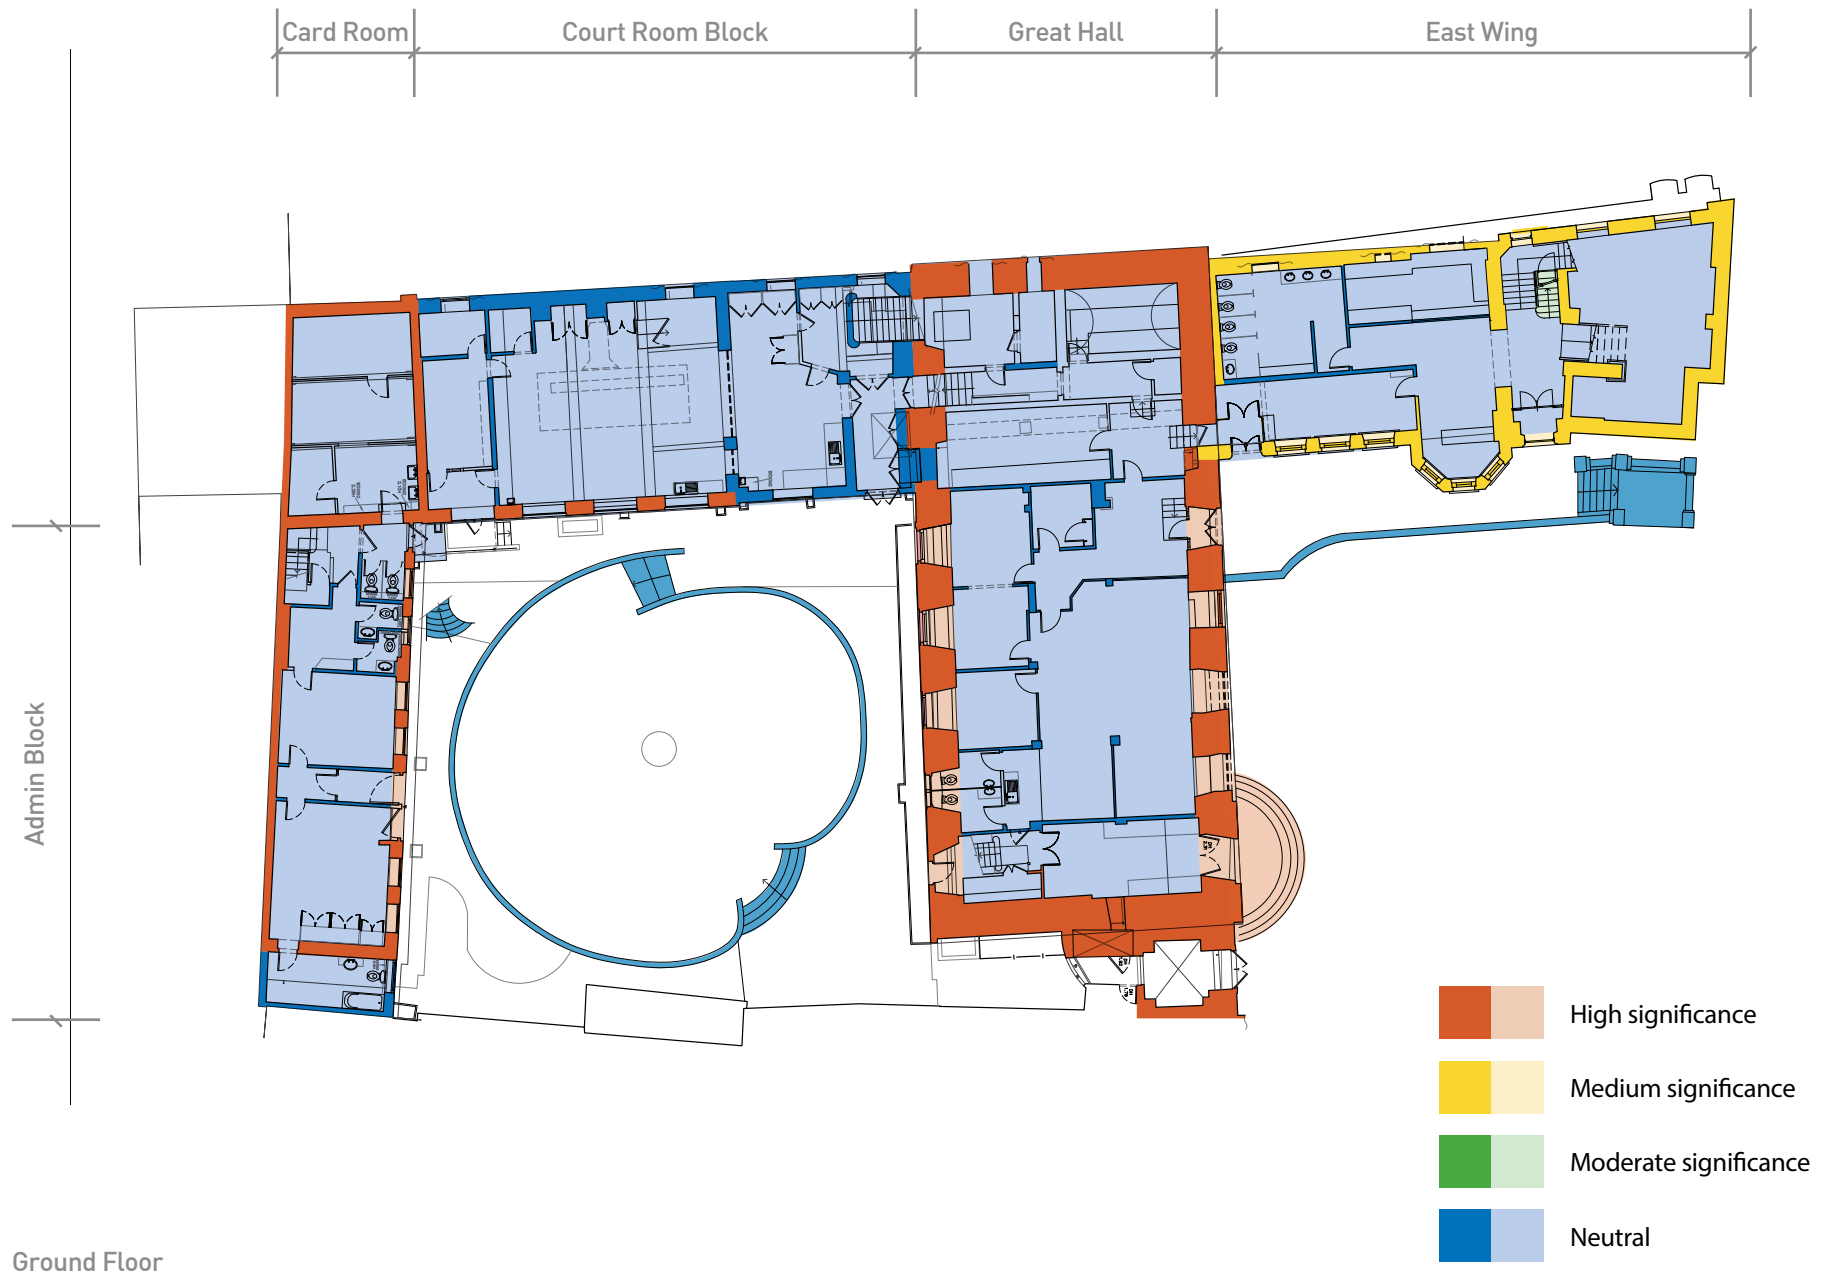 Card Room
Court Room Block
Great Hall
East Wing
Admin Block
High significance
Medium significance
Moderate significance
Neutral
Ground Floor